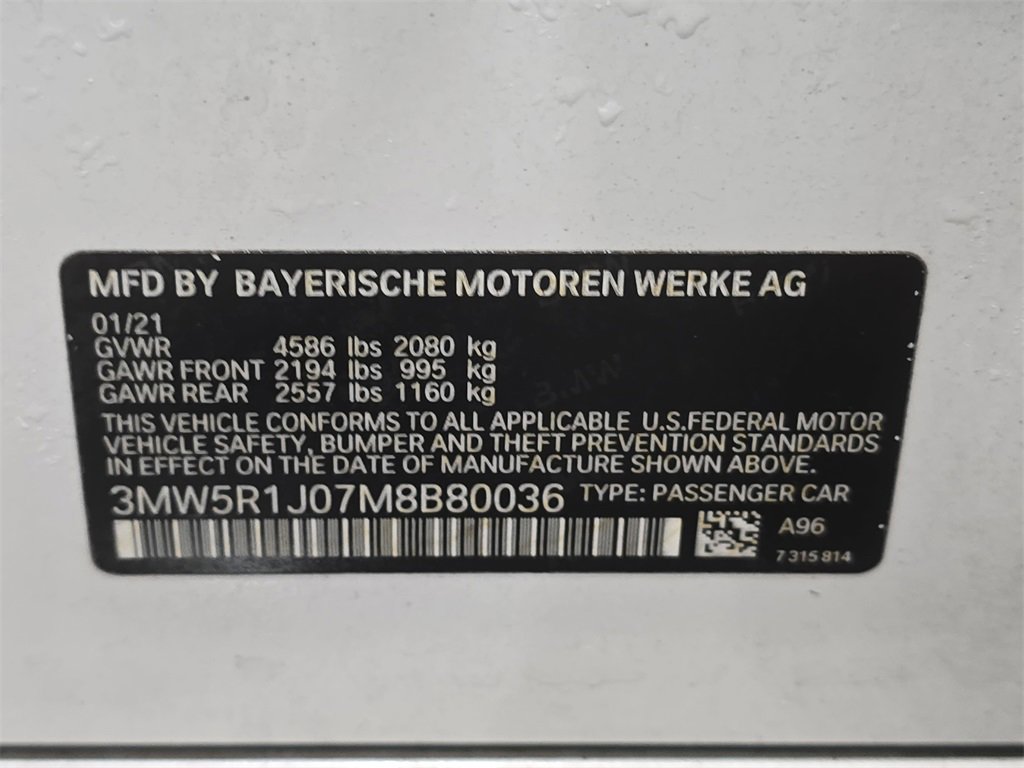 MFD BY BAYERISCHE MOTOREN WERKE AG
01/21
GVWR 4586 lbs 2080 kg
GAWR FRONT 2194 lbs 995 kg
GAWR REAR 2557 lbs 1160 kg
THIS VEHICLE CONFORMS TO ALL APPLICABLE U.S.FEDERAL MOTOR
VEHICLE SAFETY, BUMPER AND THEFT PREVENTION STANDARDS
IN EFFECT ON THE DATE OF MANUFACTURE SHOWN ABOVE.
3MW5R1J07M8B80036 TYPE: PASSENGER CAR
A96
7 315 814